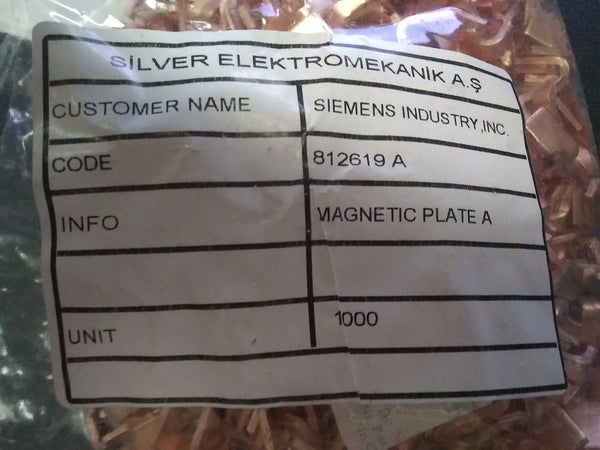 SİLVER ELEKTROMEKANİK A.Ş
CUSTOMER NAME SIEMENS INDUSTRY,INC.
CODE 812619 A
INFO MAGNETIC PLATE A
UNIT 1000